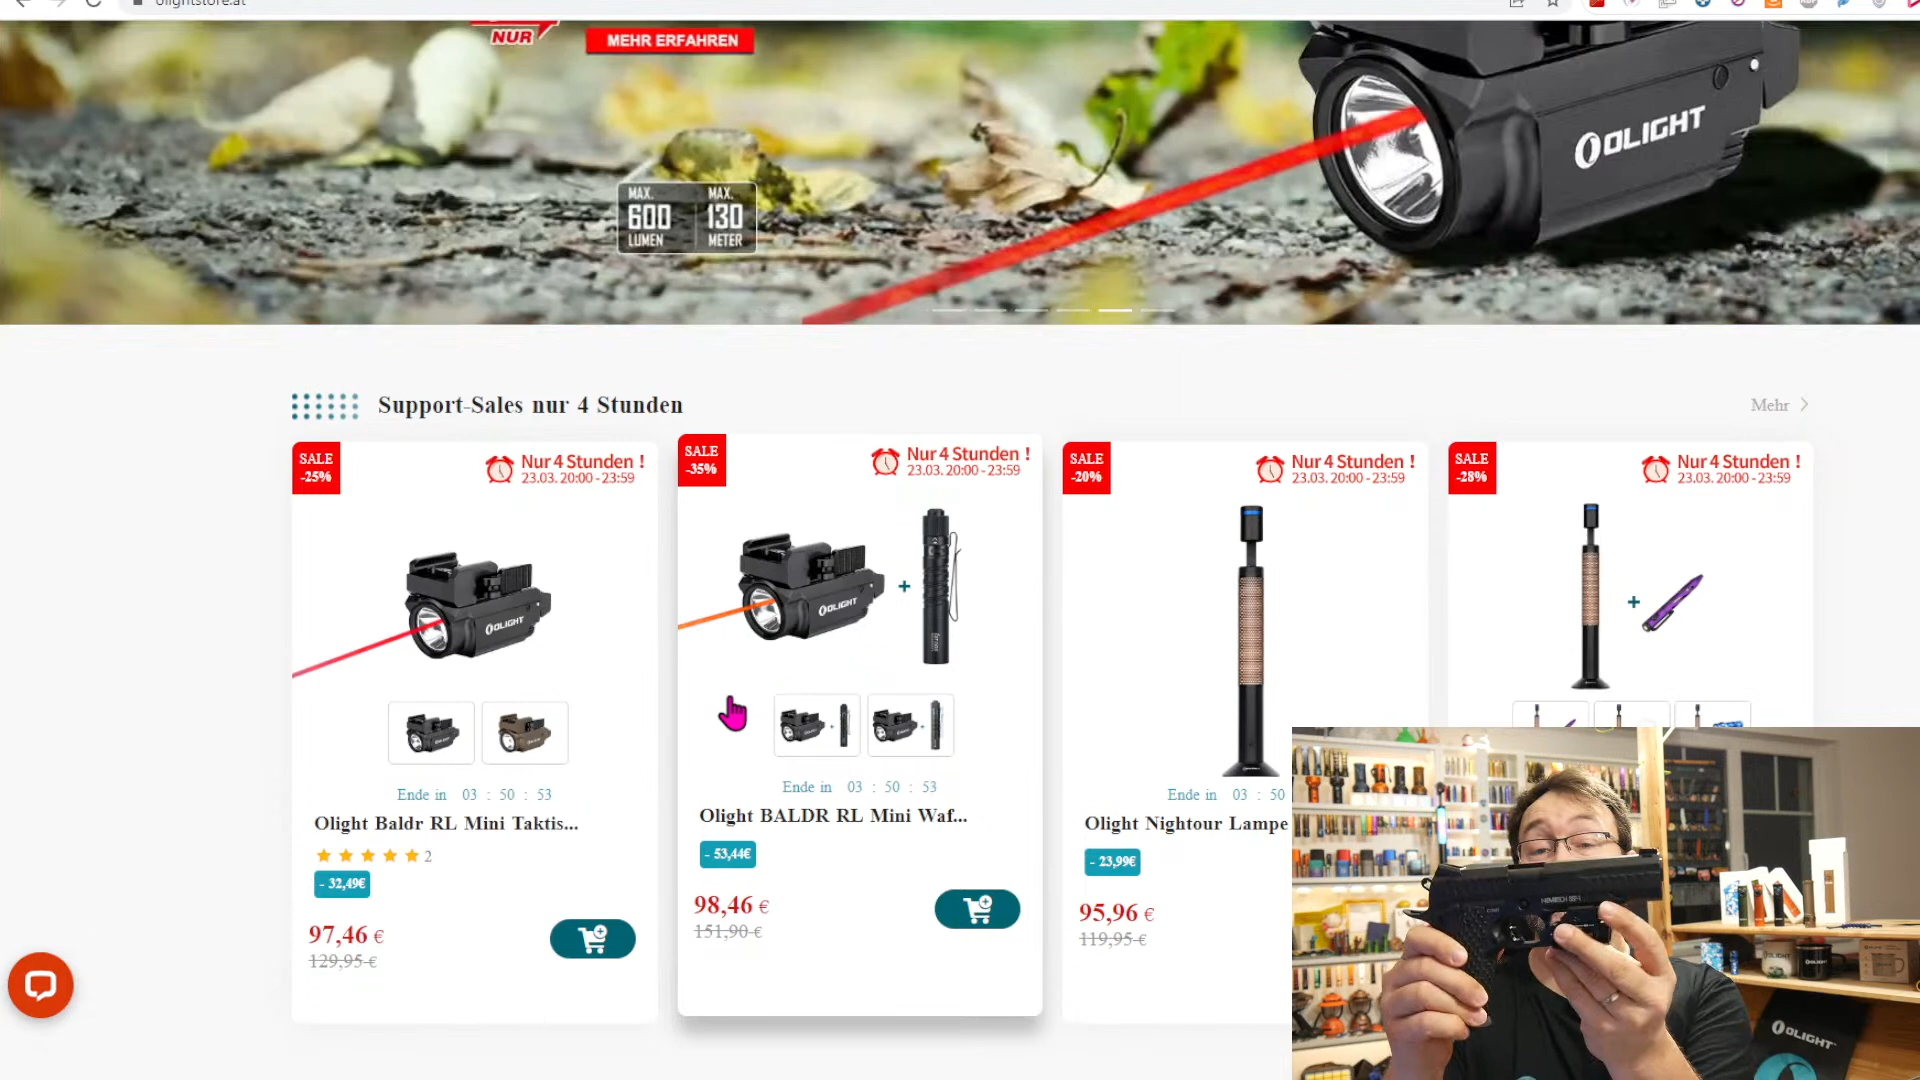 olightstore.at
NUR
MEHR ERFAHREN
MAX. 600 LUMEN
MAX. 130 METER
OLIGHT
Support-Sales nur 4 Stunden
Mehr
SALE -25%
Nur 4 Stunden !
23.03. 20:00 - 23:59
OLIGHT
Ende in 03 : 50 : 53
Olight Baldr RL Mini Taktis...
2
- 32,49€
97,46 €
129,95 €
SALE -35%
Nur 4 Stunden !
23.03. 20:00 - 23:59
OLIGHT
+
Ende in 03 : 50 : 53
Olight BALDR RL Mini Waf...
- 53,44€
98,46 €
151,90 €
SALE -20%
Nur 4 Stunden !
23.03. 20:00 - 23:59
Ende in 03 : 50
Olight Nightour Lampe
- 23,99€
95,96 €
119,95 €
SALE -28%
Nur 4 Stunden !
23.03. 20:00 - 23:59
+
OLIGHT